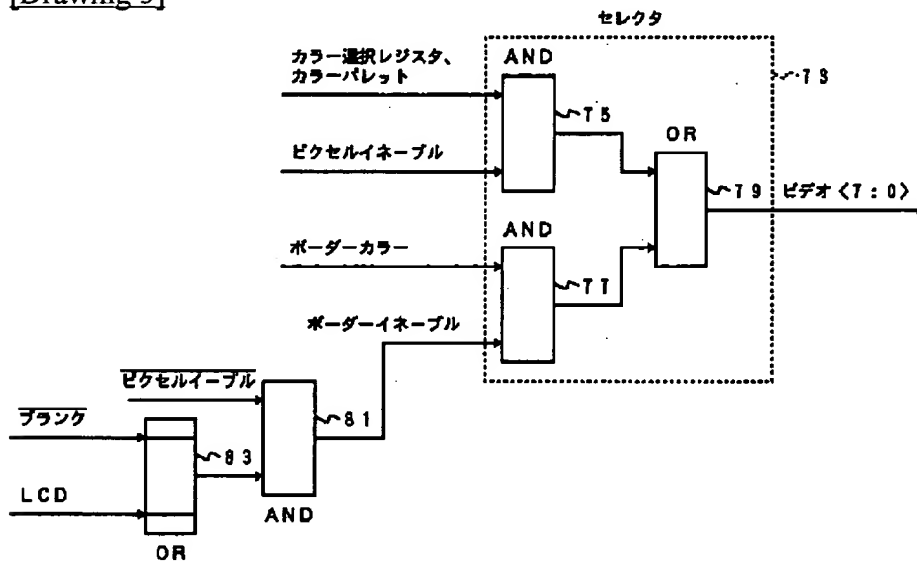 セレクタ
カラー選択レジスタ、
カラーパレット
AND
73
75
OR
ピクセルイネーブル
79
ビデオ〈7:0〉
AND
ボーダーカラー
77
ボーダーイネーブル
ピクセルイーブル
81
ブランク
83
LCD
AND
OR